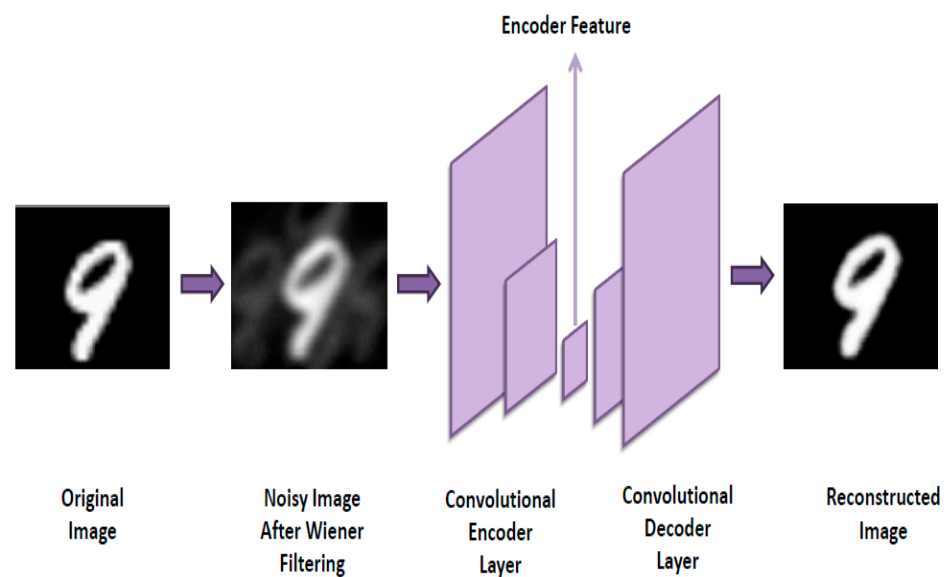 Encoder Feature
Original
Image
Noisy Image
After Wiener
Filtering
Convolutional
Encoder
Layer
Convolutional
Decoder
Layer
Reconstructed
Image